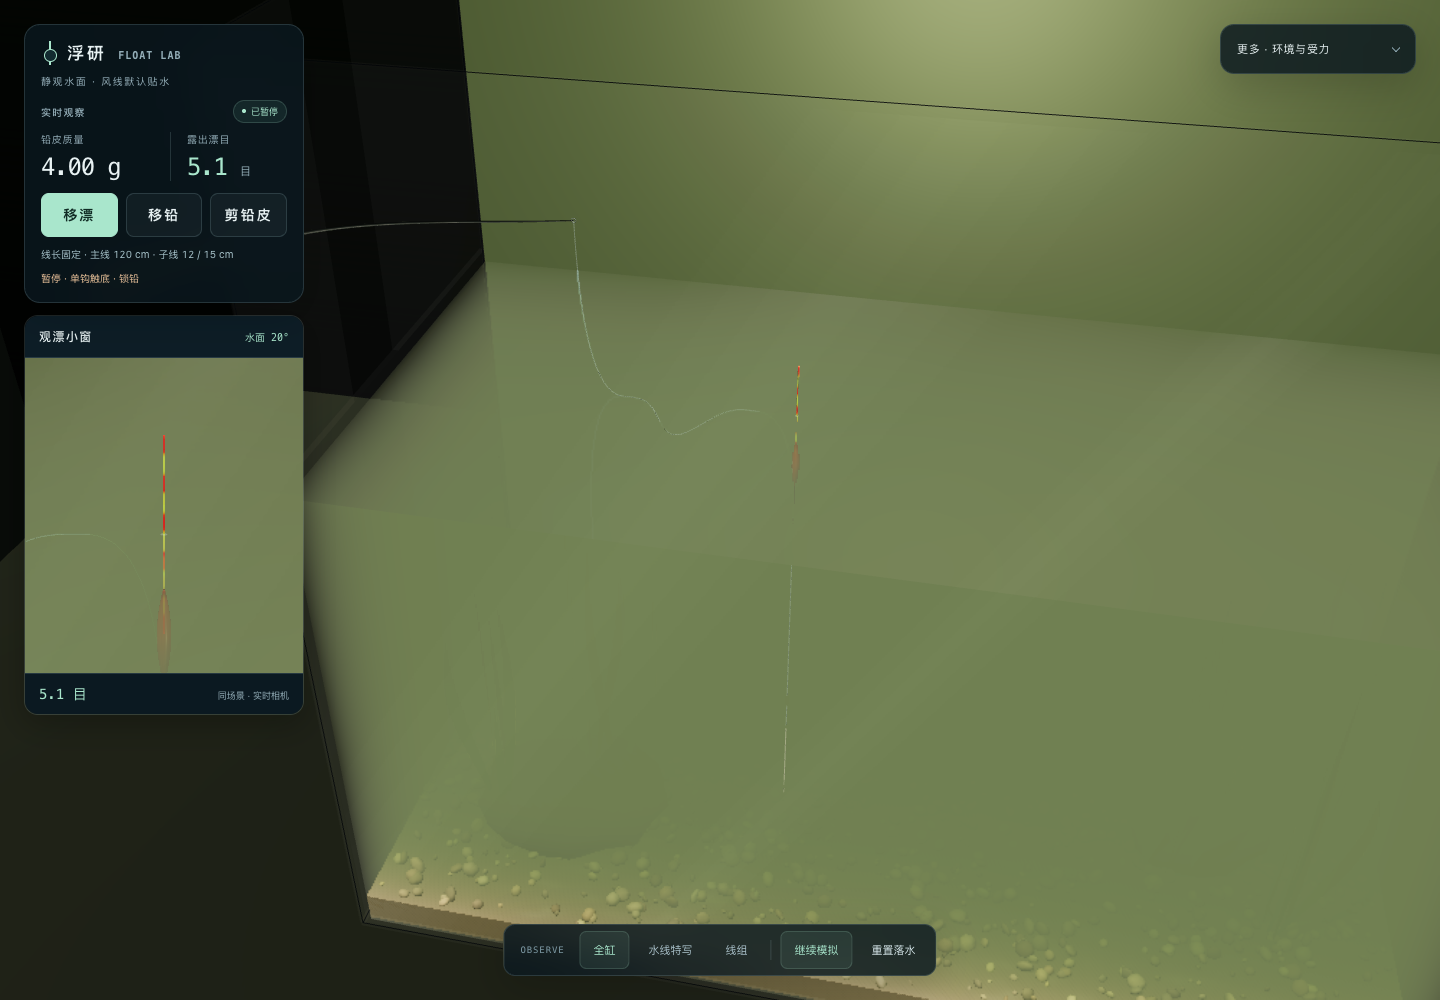 浮研 FLOAT LAB
静观水面 · 风线默认贴水
实时观察
已暂停
铅皮质量
4.00 g
露出漂目
5.1 目
移漂
移铅
剪铅皮
线长固定 · 主线 120 cm · 子线 12 / 15 cm
暂停 · 单钩触底 · 锁铅
观漂小窗
水面 20°
5.1 目
同场景 · 实时相机
更多 · 环境与受力
OBSERVE
全缸
水线特写
线组
继续模拟
重置落水